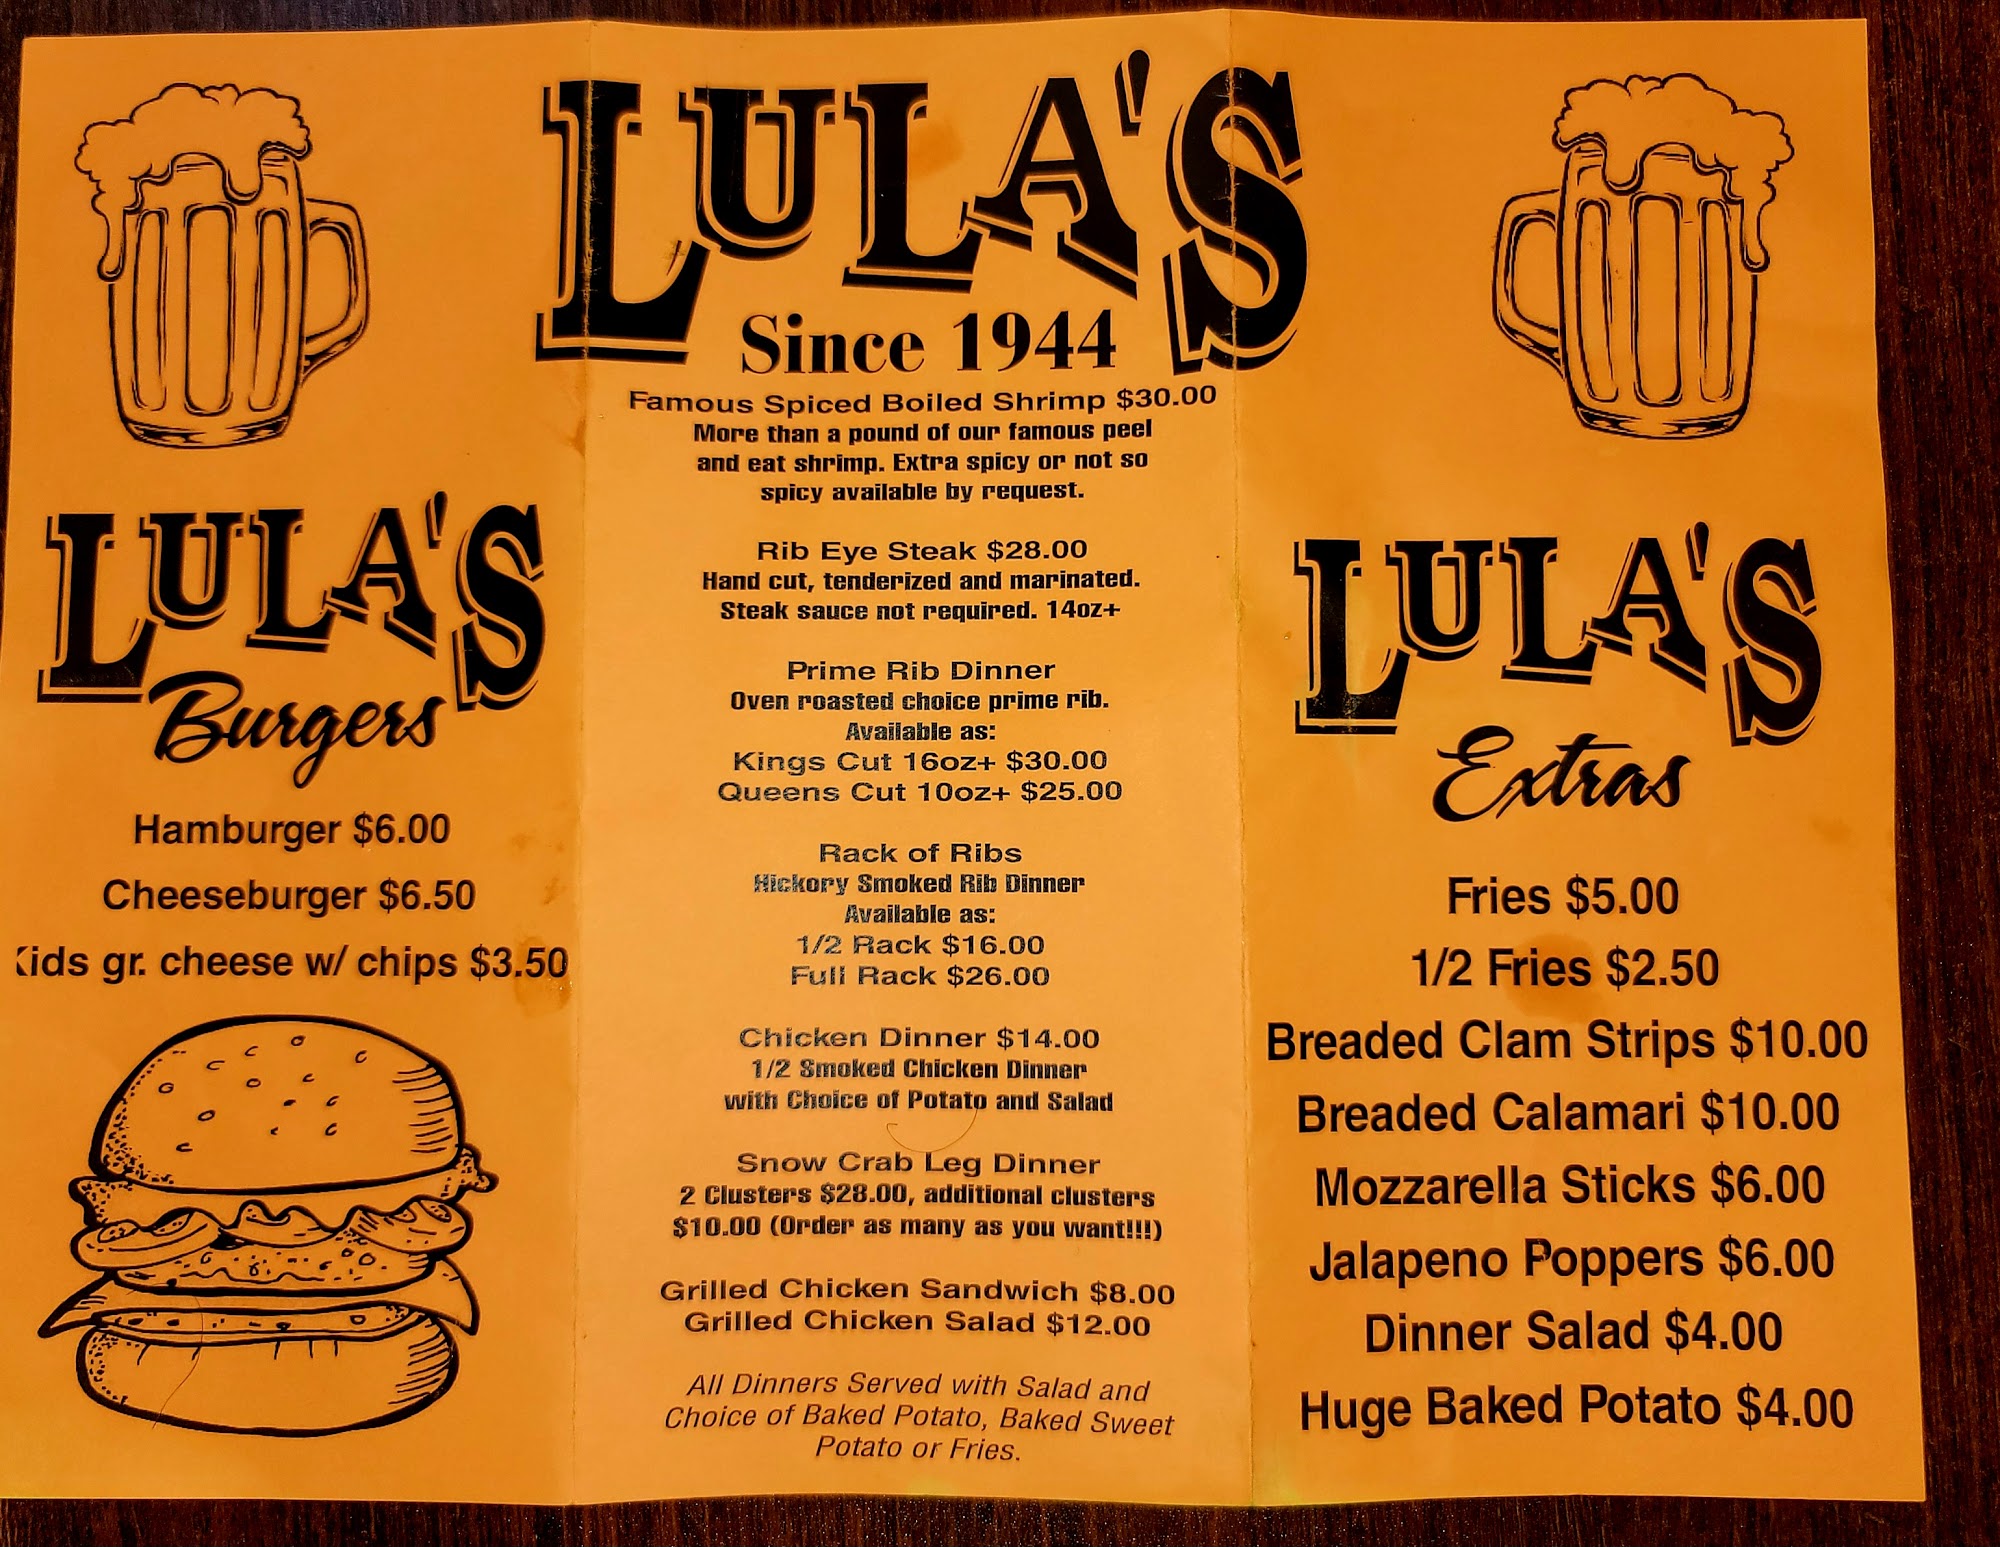 LULA'S
Since 1944
Famous Spiced Boiled Shrimp $30.00
More than a pound of our famous peel
and eat shrimp. Extra spicy or not so
spicy available by request.
Rib Eye Steak $28.00
Hand cut, tenderized and marinated.
Steak sauce not required. 14oz+
Prime Rib Dinner
Oven roasted choice prime rib.
Available as:
Kings Cut 16oz+ $30.00
Queens Cut 10oz+ $25.00
Rack of Ribs
Hickory Smoked Rib Dinner
Available as:
1/2 Rack $16.00
Full Rack $26.00
Chicken Dinner $14.00
1/2 Smoked Chicken Dinner
with Choice of Potato and Salad
Snow Crab Leg Dinner
2 Clusters $28.00, additional clusters
$10.00 (Order as many as you want!!!)
Grilled Chicken Sandwich $8.00
Grilled Chicken Salad $12.00
All Dinners Served with Salad and
Choice of Baked Potato, Baked Sweet
Potato or Fries.
LULA'S
Burgers
Hamburger $6.00
Cheeseburger $6.50
Kids gr. cheese w/ chips $3.50
LULA'S
Extras
Fries $5.00
1/2 Fries $2.50
Breaded Clam Strips $10.00
Breaded Calamari $10.00
Mozzarella Sticks $6.00
Jalapeno Poppers $6.00
Dinner Salad $4.00
Huge Baked Potato $4.00